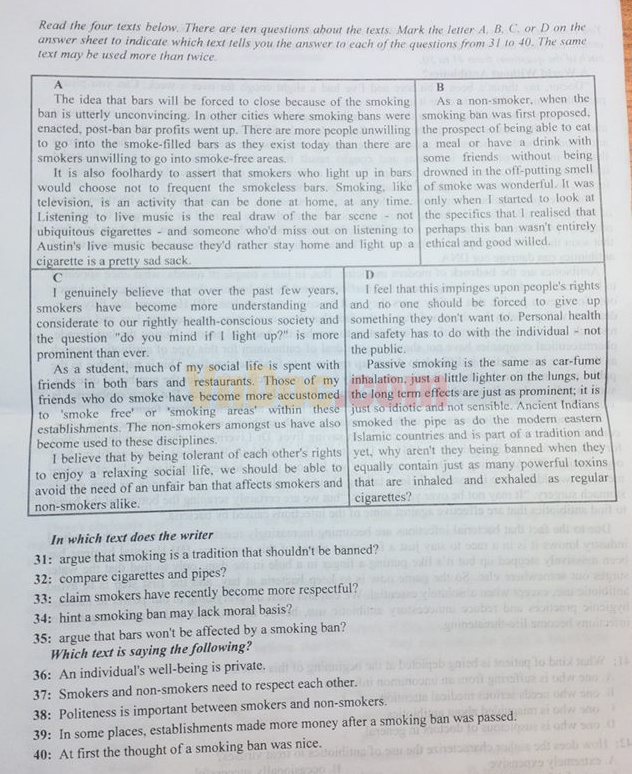 Read the four texts below. There are ten questions about the texts. Mark the letter A, B, C, or D on the
answer sheet to indicate which text tells you the answer to each of the questions from 31 to 40. The same
text may be used more than twice.
A
The idea that bars will be forced to close because of the smoking
ban is utterly unconvincing. In other cities where smoking bans were
enacted, post-ban bar profits went up. There are more people unwilling
to go into the smoke-filled bars as they exist today than there are
smokers unwilling to go into smoke-free areas.
It is also foolhardy to assert that smokers who light up in bars
would choose not to frequent the smokeless bars. Smoking, like
television, is an activity that can be done at home, at any time.
Listening to live music is the real draw of the bar scene - not
ubiquitous cigarettes - and someone who'd miss out on listening to
Austin's live music because they'd rather stay home and light up a
cigarette is a pretty sad sack.
B
As a non-smoker, when the
smoking ban was first proposed,
the prospect of being able to eat
a meal or have a drink with
some friends without being
drowned in the off-putting smell
of smoke was wonderful. It was
only when I started to look at
the specifics that I realised that
perhaps this ban wasn't entirely
ethical and good willed.
C
I genuinely believe that over the past few years,
smokers have become more understanding and
considerate to our rightly health-conscious society and
the question "do you mind if I light up?" is more
prominent than ever.
As a student, much of my social life is spent with
friends in both bars and restaurants. Those of my
friends who do smoke have become more accustomed
to 'smoke free' or 'smoking areas' within these
establishments. The non-smokers amongst us have also
become used to these disciplines.
I believe that by being tolerant of each other's rights
to enjoy a relaxing social life, we should be able to
avoid the need of an unfair ban that affects smokers and
non-smokers alike.
D
I feel that this impinges upon people's rights
and no one should be forced to give up
something they don't want to. Personal health
and safety has to do with the individual - not
the public.
Passive smoking is the same as car-fume
inhalation, just a little lighter on the lungs, but
the long term effects are just as prominent; it is
just so idiotic and not sensible. Ancient Indians
smoked the pipe as do the modern eastern
Islamic countries and is part of a tradition and
yet, why aren't they being banned when they
equally contain just as many powerful toxins
that are inhaled and exhaled as regular
cigarettes?
In which text does the writer
31: argue that smoking is a tradition that shouldn't be banned?
32: compare cigarettes and pipes?
33: claim smokers have recently become more respectful?
34: hint a smoking ban may lack moral basis?
35: argue that bars won't be affected by a smoking ban?
Which text is saying the following?
36: An individual's well-being is private.
37: Smokers and non-smokers need to respect each other.
38: Politeness is important between smokers and non-smokers.
39: In some places, establishments made more money after a smoking ban was passed.
40: At first the thought of a smoking ban was nice.